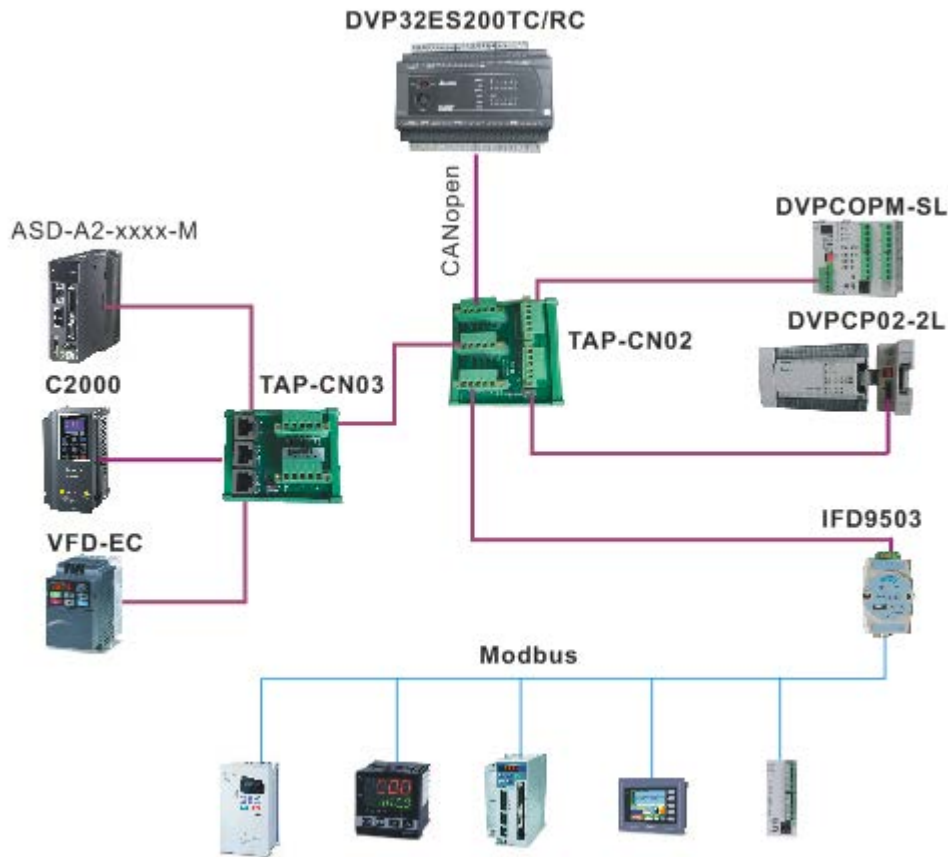 DVP32ES200TC/RC
CANopen
ASD-A2-xxxx-M
DVPCOPM-SL
TAP-CN02
DVPCP02-2L
C2000
TAP-CN03
VFD-EC
IFD9503
Modbus